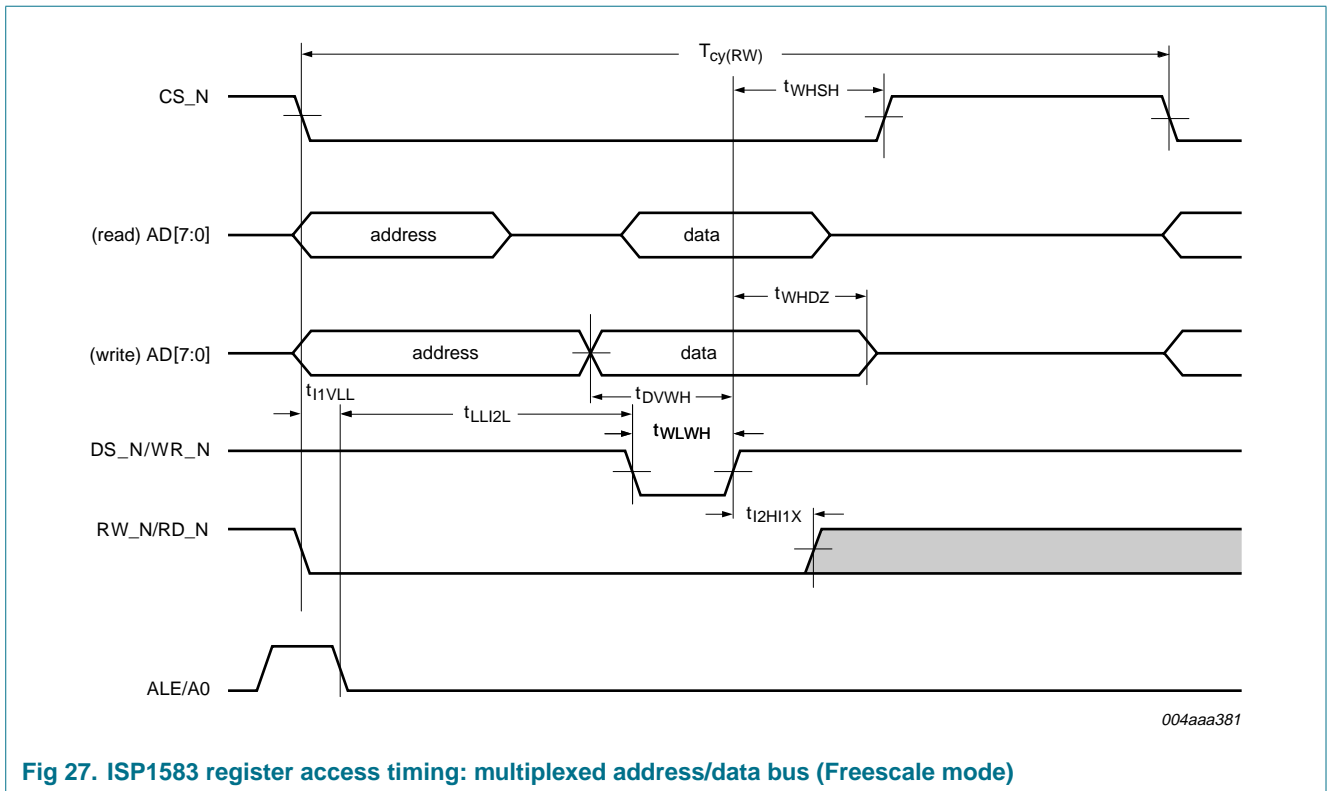 Tcy(RW)
CS_N
tWHSH
(read) AD[7:0]
address
data
tWHDZ
(write) AD[7:0]
address
data
tI1VLL
tDVWH
tLLI2L
tWLWH
DS_N/WR_N
tI2HI1X
RW_N/RD_N
ALE/A0
004aaa381
Fig 27. ISP1583 register access timing: multiplexed address/data bus (Freescale mode)